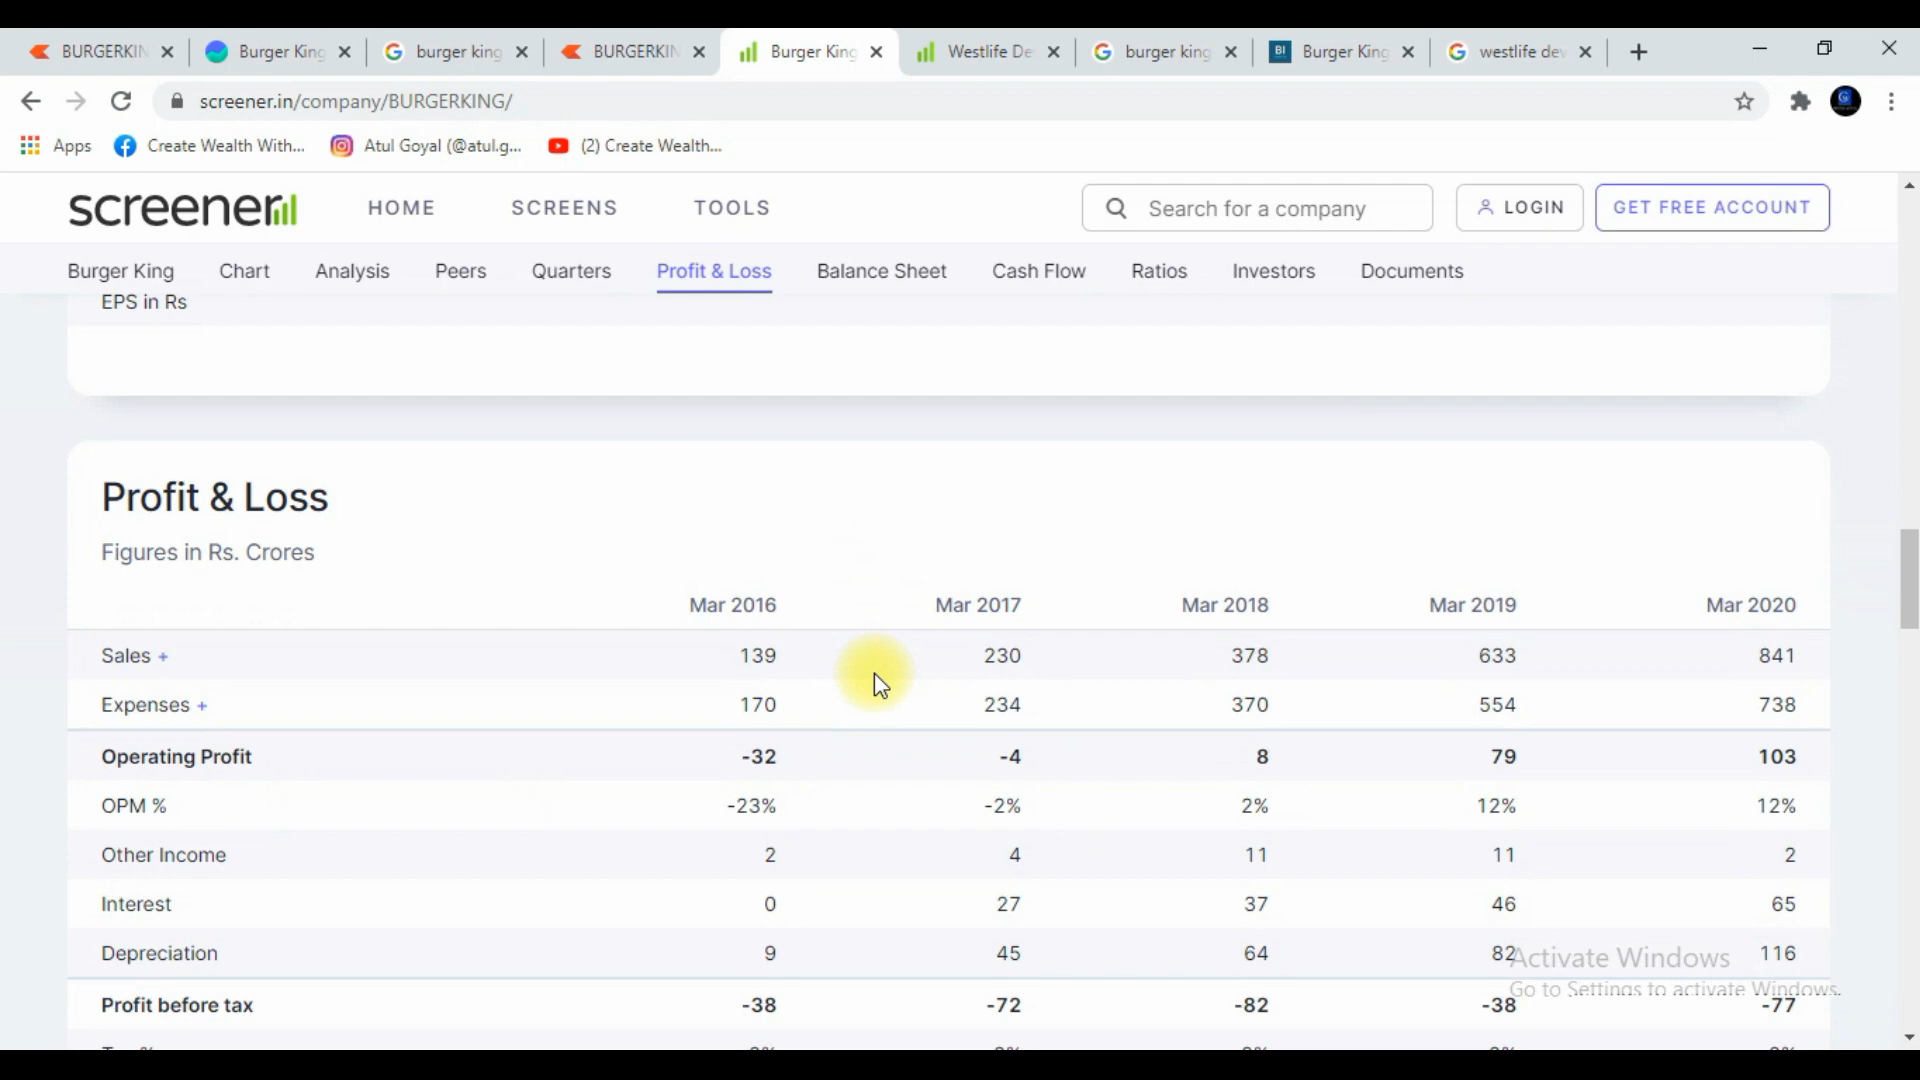 BURGERKIN Burger King burger king BURGERKIN Burger King Westlife De burger king BI Burger King westlife dev
screener.in/company/BURGERKING/
Apps Create Wealth With... Atul Goyal (@atul.g... (2) Create Wealth...
screener HOME SCREENS TOOLS Search for a company LOGIN GET FREE ACCOUNT
Burger King Chart Analysis Peers Quarters Profit & Loss Balance Sheet Cash Flow Ratios Investors Documents
EPS in Rs
Profit & Loss
Figures in Rs. Crores
Mar 2016 Mar 2017 Mar 2018 Mar 2019 Mar 2020
Sales + 139 230 378 633 841
Expenses + 170 234 370 554 738
Operating Profit -32 -4 8 79 103
OPM % -23% -2% 2% 12% 12%
Other Income 2 4 11 11 2
Interest 0 27 37 46 65
Depreciation 9 45 64 82 116
Activate Windows
Go to Settings to activate Windows.
Profit before tax -38 -72 -82 -38 -77